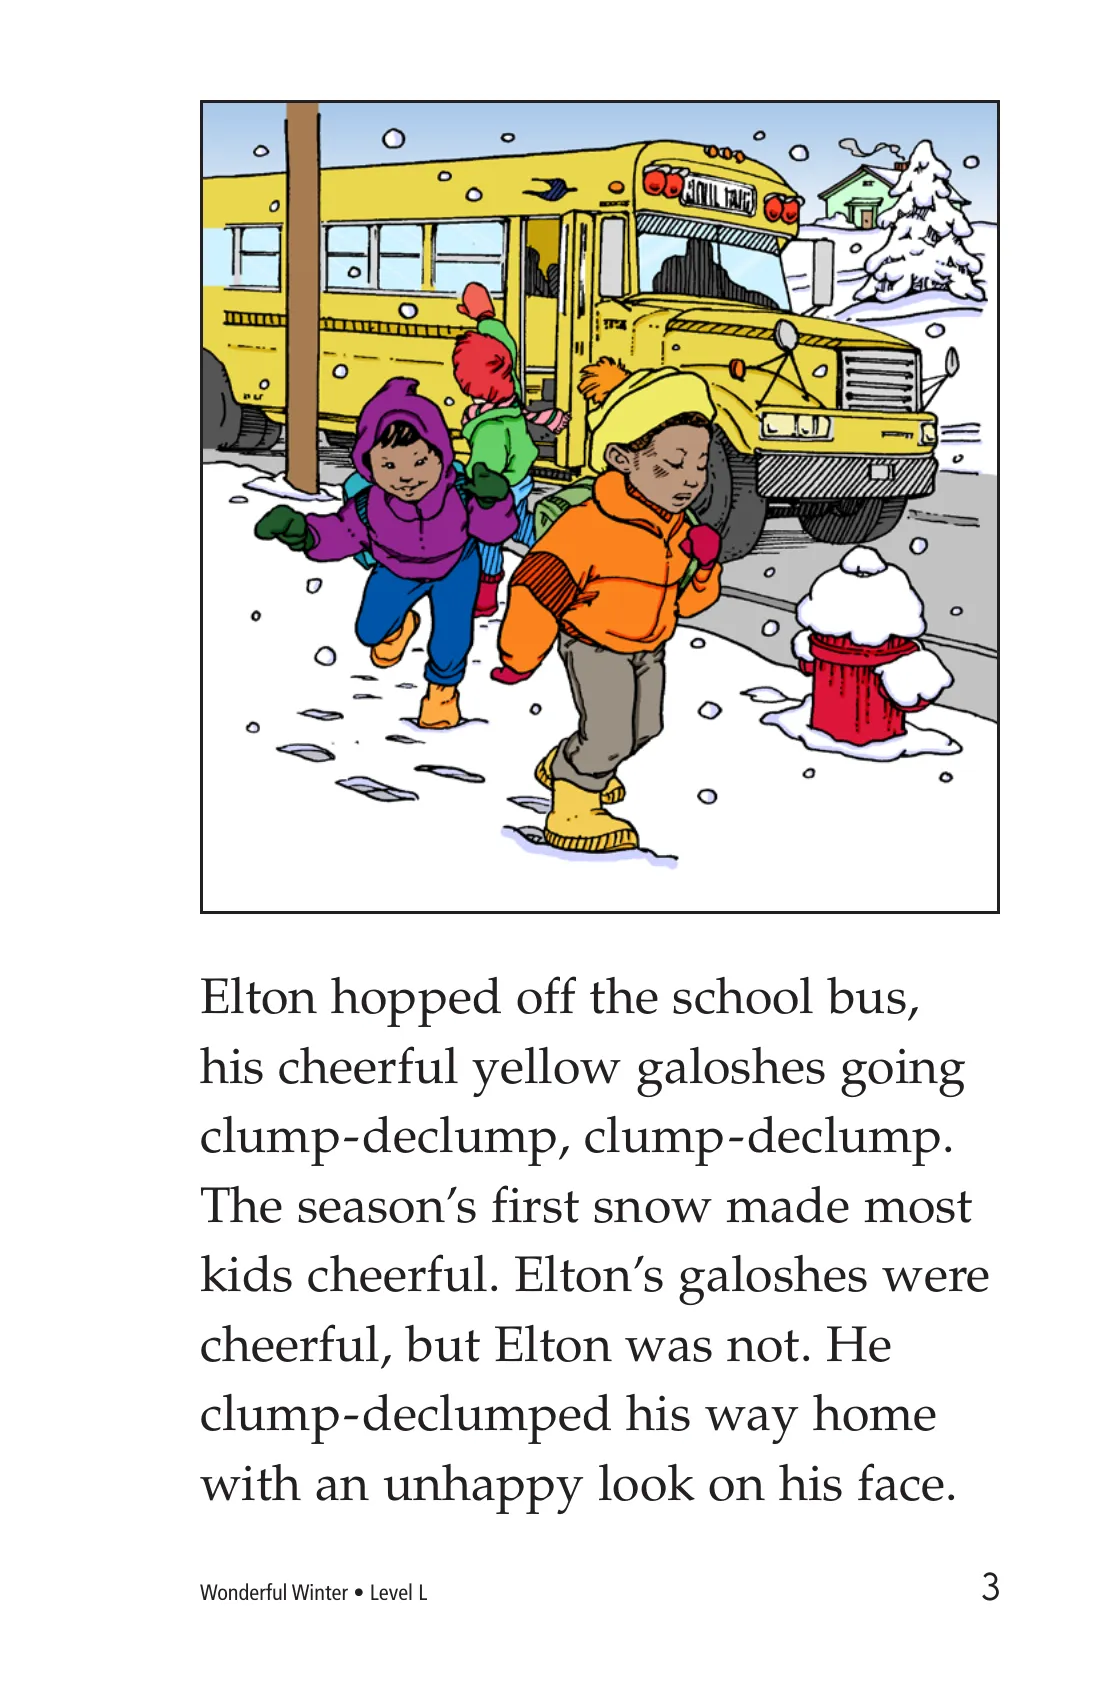 Elton hopped off the school bus,
his cheerful yellow galoshes going
clump-declump, clump-declump.
The season’s first snow made most
kids cheerful. Elton’s galoshes were
cheerful, but Elton was not. He
clump-declumped his way home
with an unhappy look on his face.
Wonderful Winter • Level L
3